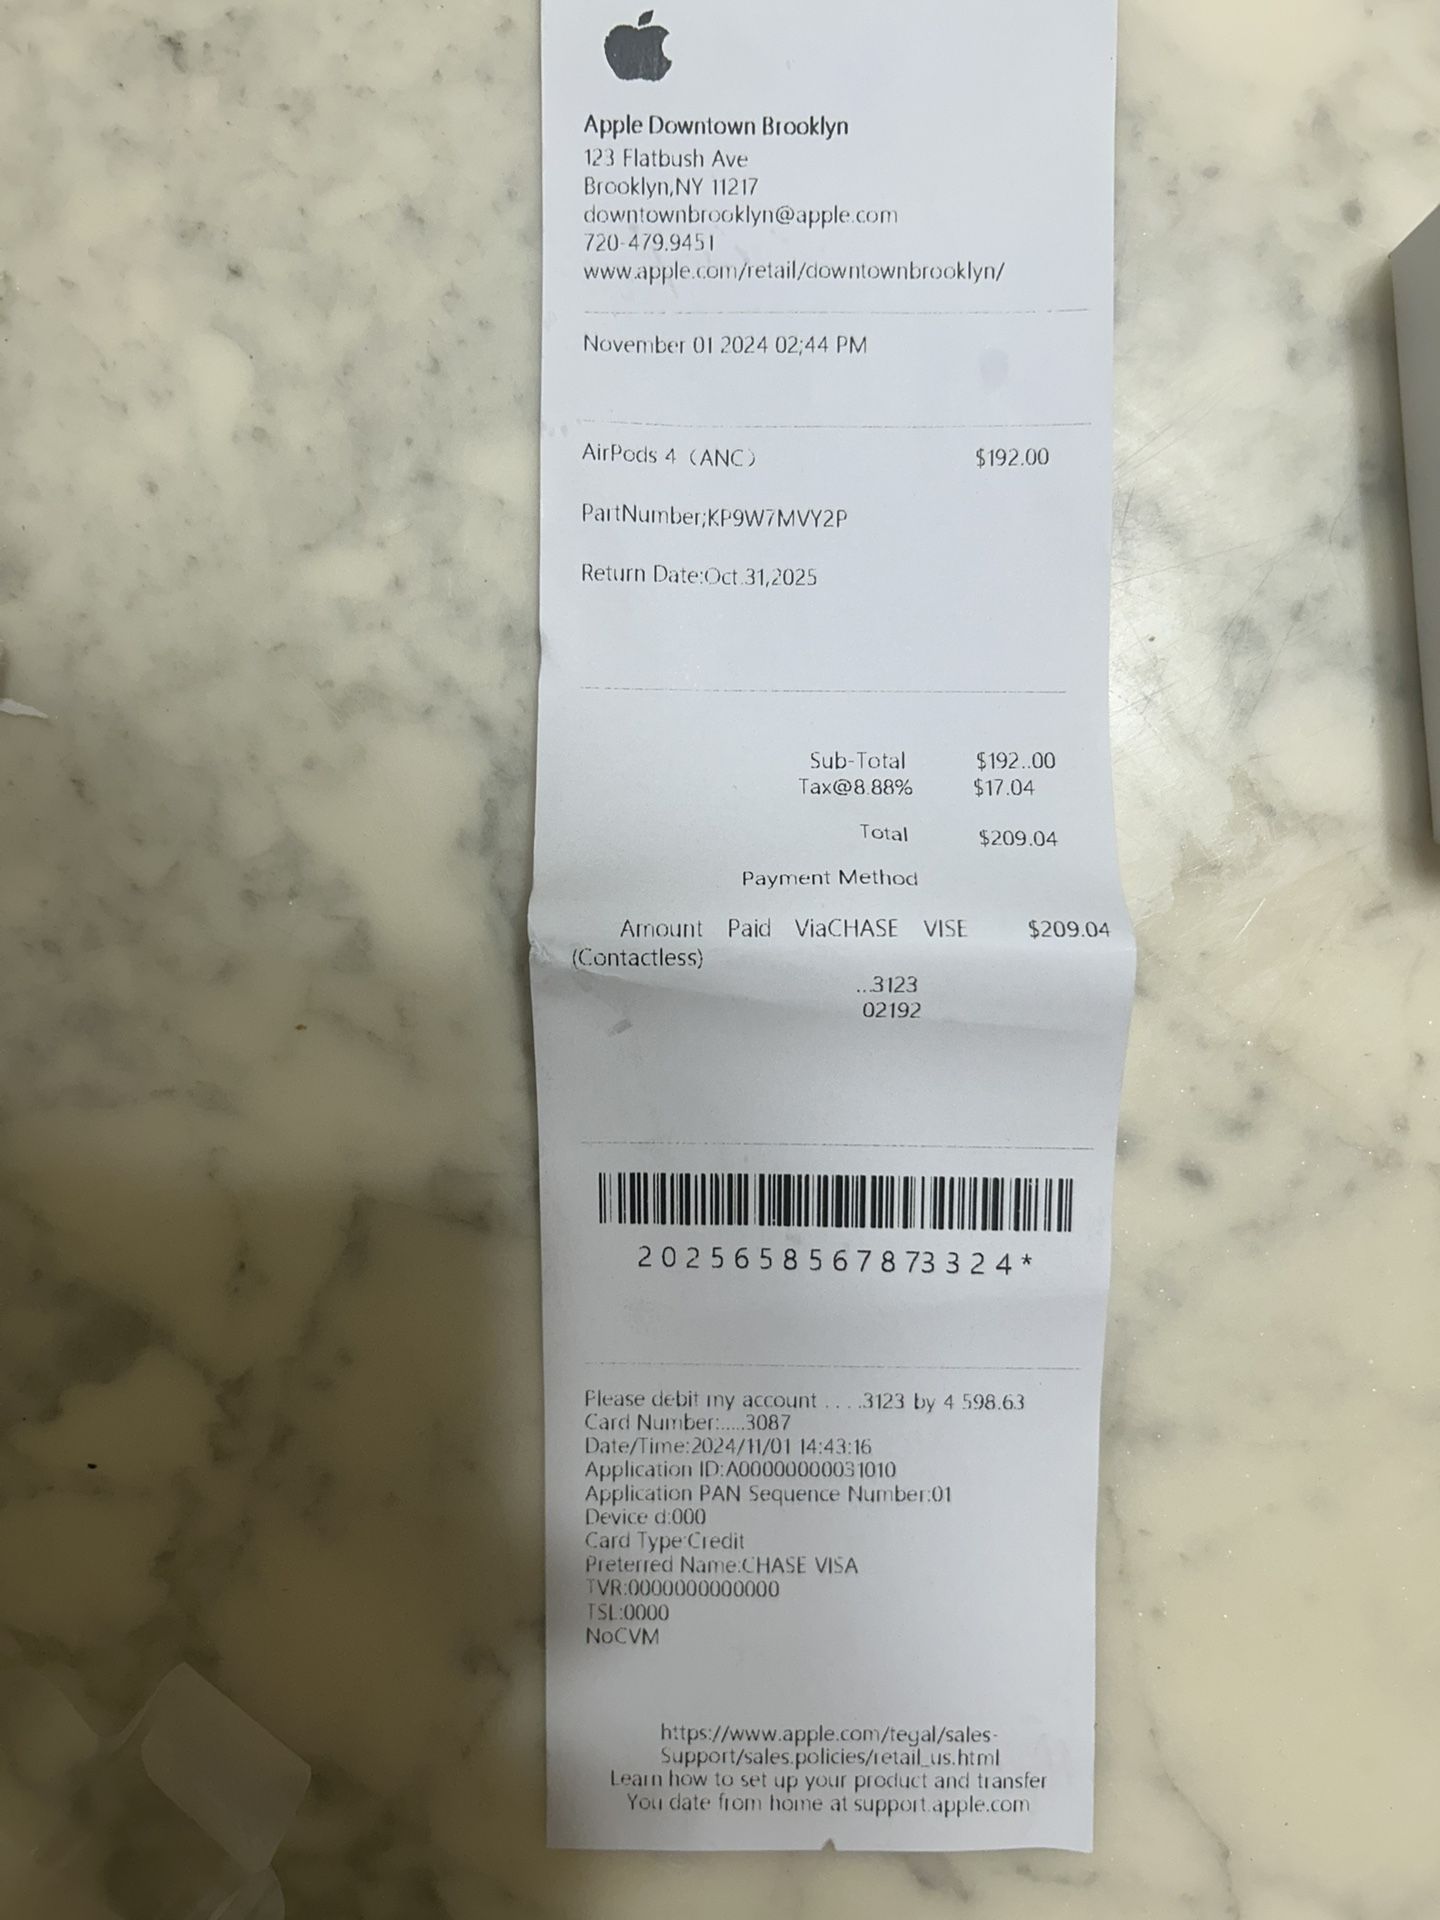 Apple Downtown Brooklyn
123 Flatbush Ave
Brooklyn,NY 11217
downtownbrooklyn@apple.com
720-479.9451
www.apple.com/retail/downtownbrooklyn/
November 01 2024 02;44 PM
AirPods 4（ANC） $192.00
PartNumber;KP9W7MVY2P
Return Date:Oct.31,2025
Sub-Total $192..00
Tax@8.88% $17.04
Total $209.04
Payment Method
Amount Paid ViaCHASE VISE $209.04
(Contactless)
...3123
02192
2025658567873324*
Please debit my account . . . .3123 by 4 598.63
Card Number:.....3087
Date/Time:2024/11/01 14:43:16
Application ID:A00000000031010
Application PAN Sequence Number:01
Device d:000
Card Type:Credit
Preterred Name:CHASE VISA
TVR:0000000000000
TSL:0000
NoCVM
https://www.apple.com/tegal/sales-
Support/sales.policies/retail_us.html
Learn how to set up your product and transfer
You date from home at support.apple.com